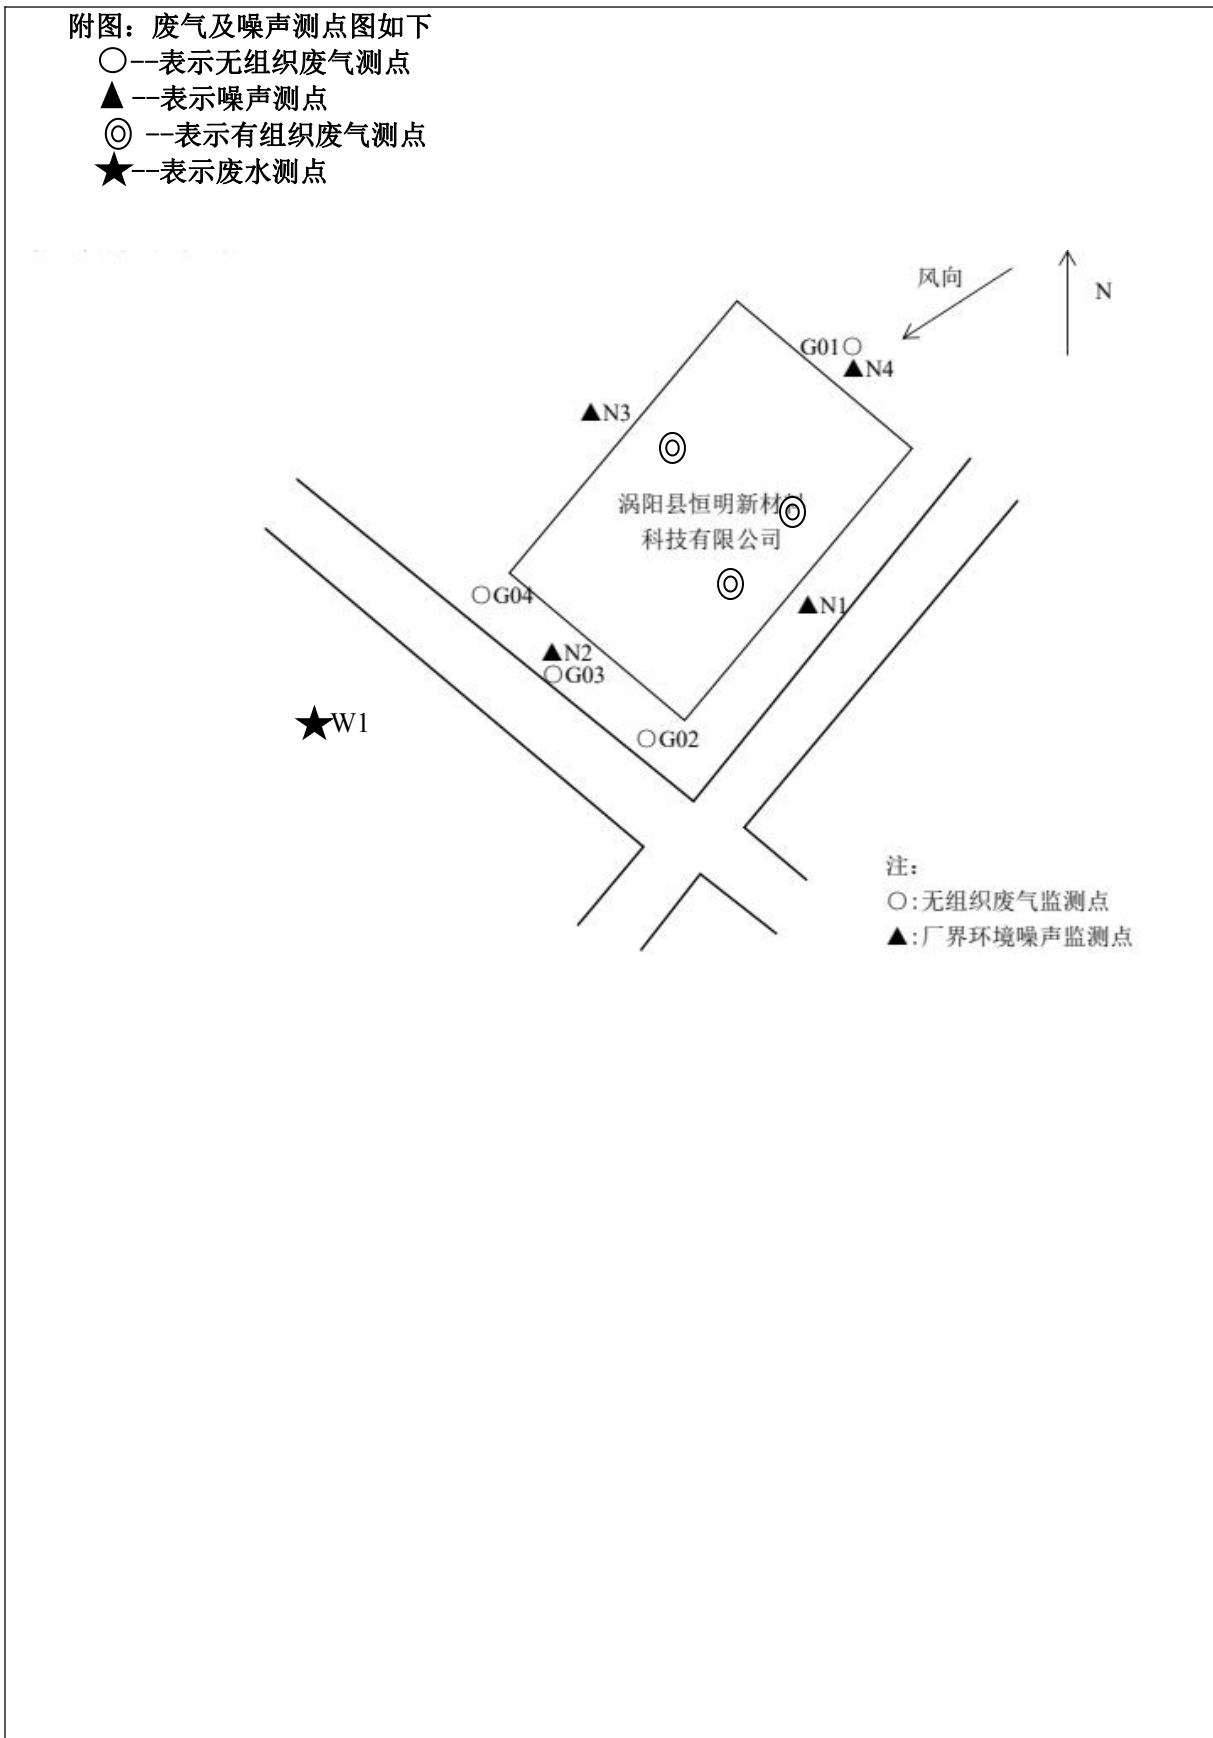 附图：废气及噪声测点图如下
○--表示无组织废气测点
▲--表示噪声测点
◎--表示有组织废气测点
★--表示废水测点
风向
N
G01○
▲N4
▲N3
涡阳县恒明新材料
科技有限公司
○G04
▲N1
▲N2
○G03
★W1
○G02
注：
○:无组织废气监测点
▲:厂界环境噪声监测点